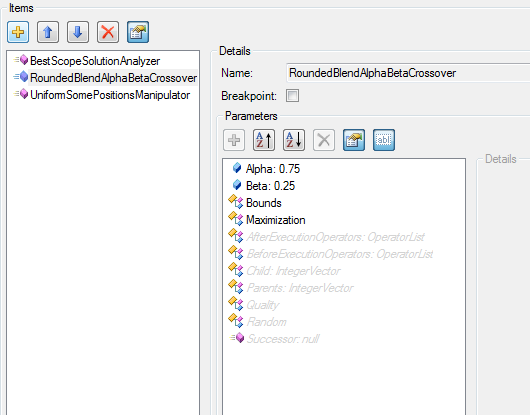 Items
BestScopeSolutionAnalyzer
RoundedBlendAlphaBetaCrossover
UniformSomePositionsManipulator
Details
Name: RoundedBlendAlphaBetaCrossover
Breakpoint:
Parameters
Alpha: 0.75
Beta: 0.25
Bounds
Maximization
AfterExecutionOperators: OperatorList
BeforeExecutionOperators: OperatorList
Child: IntegerVector
Parents: IntegerVector
Quality
Random
Successor: null
Details